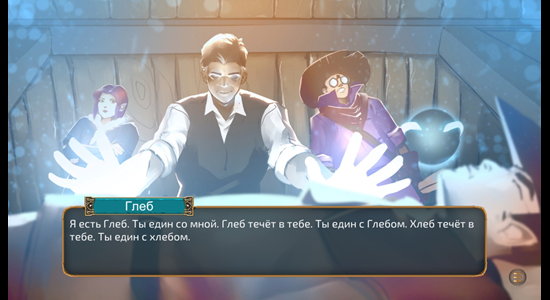 Глеб
Я есть Глеб. Ты един со мной. Глеб течёт в тебе. Ты един с Глебом. Хлеб течёт в
тебе. Ты един с хлебом.